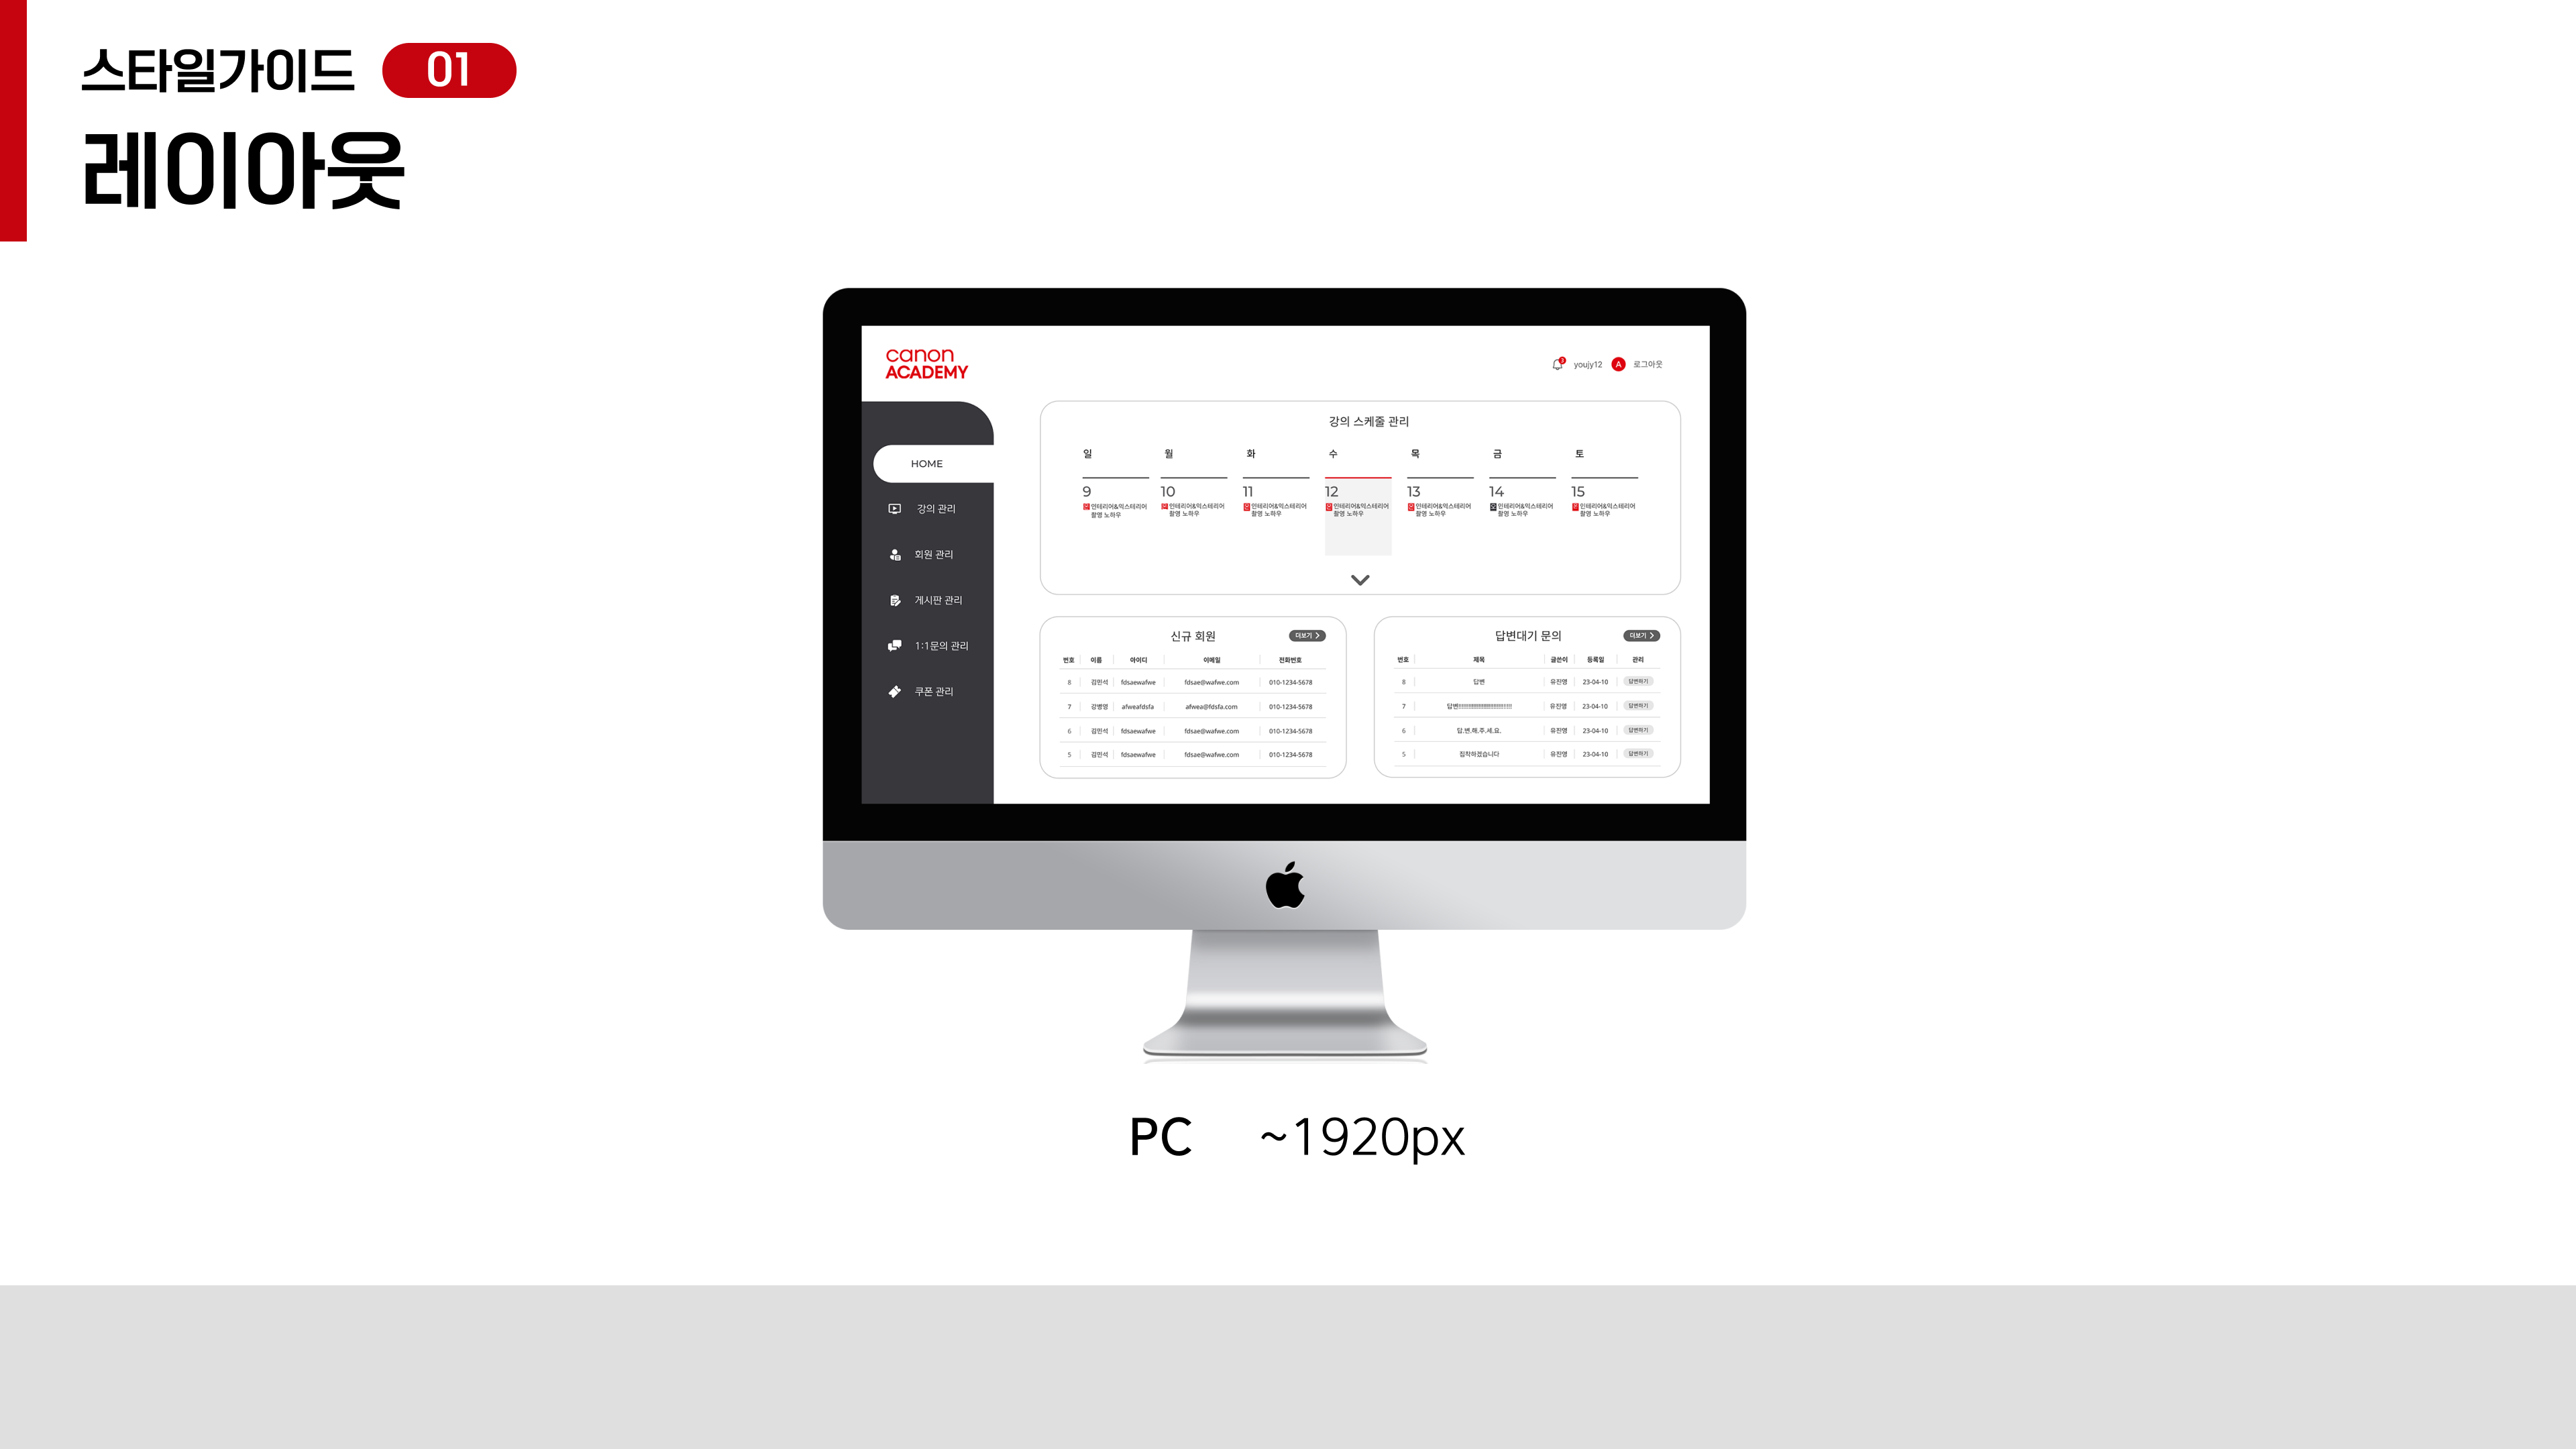 스타일가이드 01
레이아웃
canon
ACADEMY
3 youjy12 A 로그아웃
HOME
강의 관리
회원 관리
게시판 관리
1:1문의 관리
쿠폰 관리
강의 스케줄 관리
일 월 화 수 목 금 토
9 10 11 12 13 14 15
인테리어&익스테리어 인테리어&익스테리어 인테리어&익스테리어 인테리어&익스테리어 인테리어&익스테리어 인테리어&익스테리어 인테리어&익스테리어
촬영 노하우 촬영 노하우 촬영 노하우 촬영 노하우 촬영 노하우 촬영 노하우 촬영 노하우
신규 회원 더보기
번호 이름 아이디 이메일 전화번호
8 김민석 fdsaewafwe fdsae@wafwe.com 010-1234-5678
7 강병영 afweafdsfa afwea@fdsfa.com 010-1234-5678
6 김민석 fdsaewafwe fdsae@wafwe.com 010-1234-5678
5 김민석 fdsaewafwe fdsae@wafwe.com 010-1234-5678
답변대기 문의 더보기
번호 제목 글쓴이 등록일 관리
8 답변 유진영 23-04-10 답변하기
7 유진영 23-04-10 답변하기
6 답.변.해.주.세.요. 유진영 23-04-10 답변하기
5 집착하겠습니다 유진영 23-04-10 답변하기
PC ~1920px